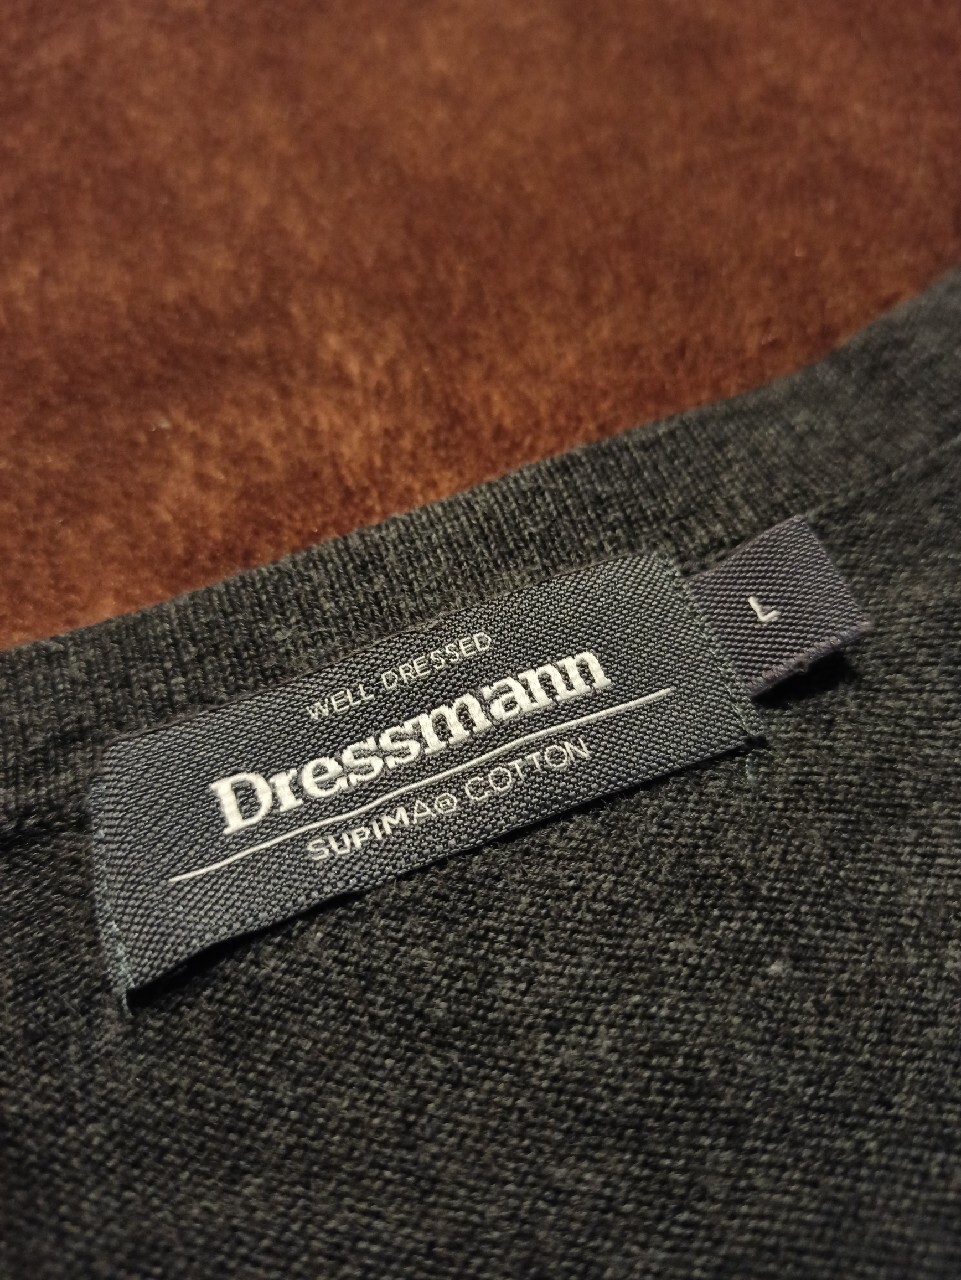 WELL DRESSED
Dressmann
SUPIMA® COTTON
L